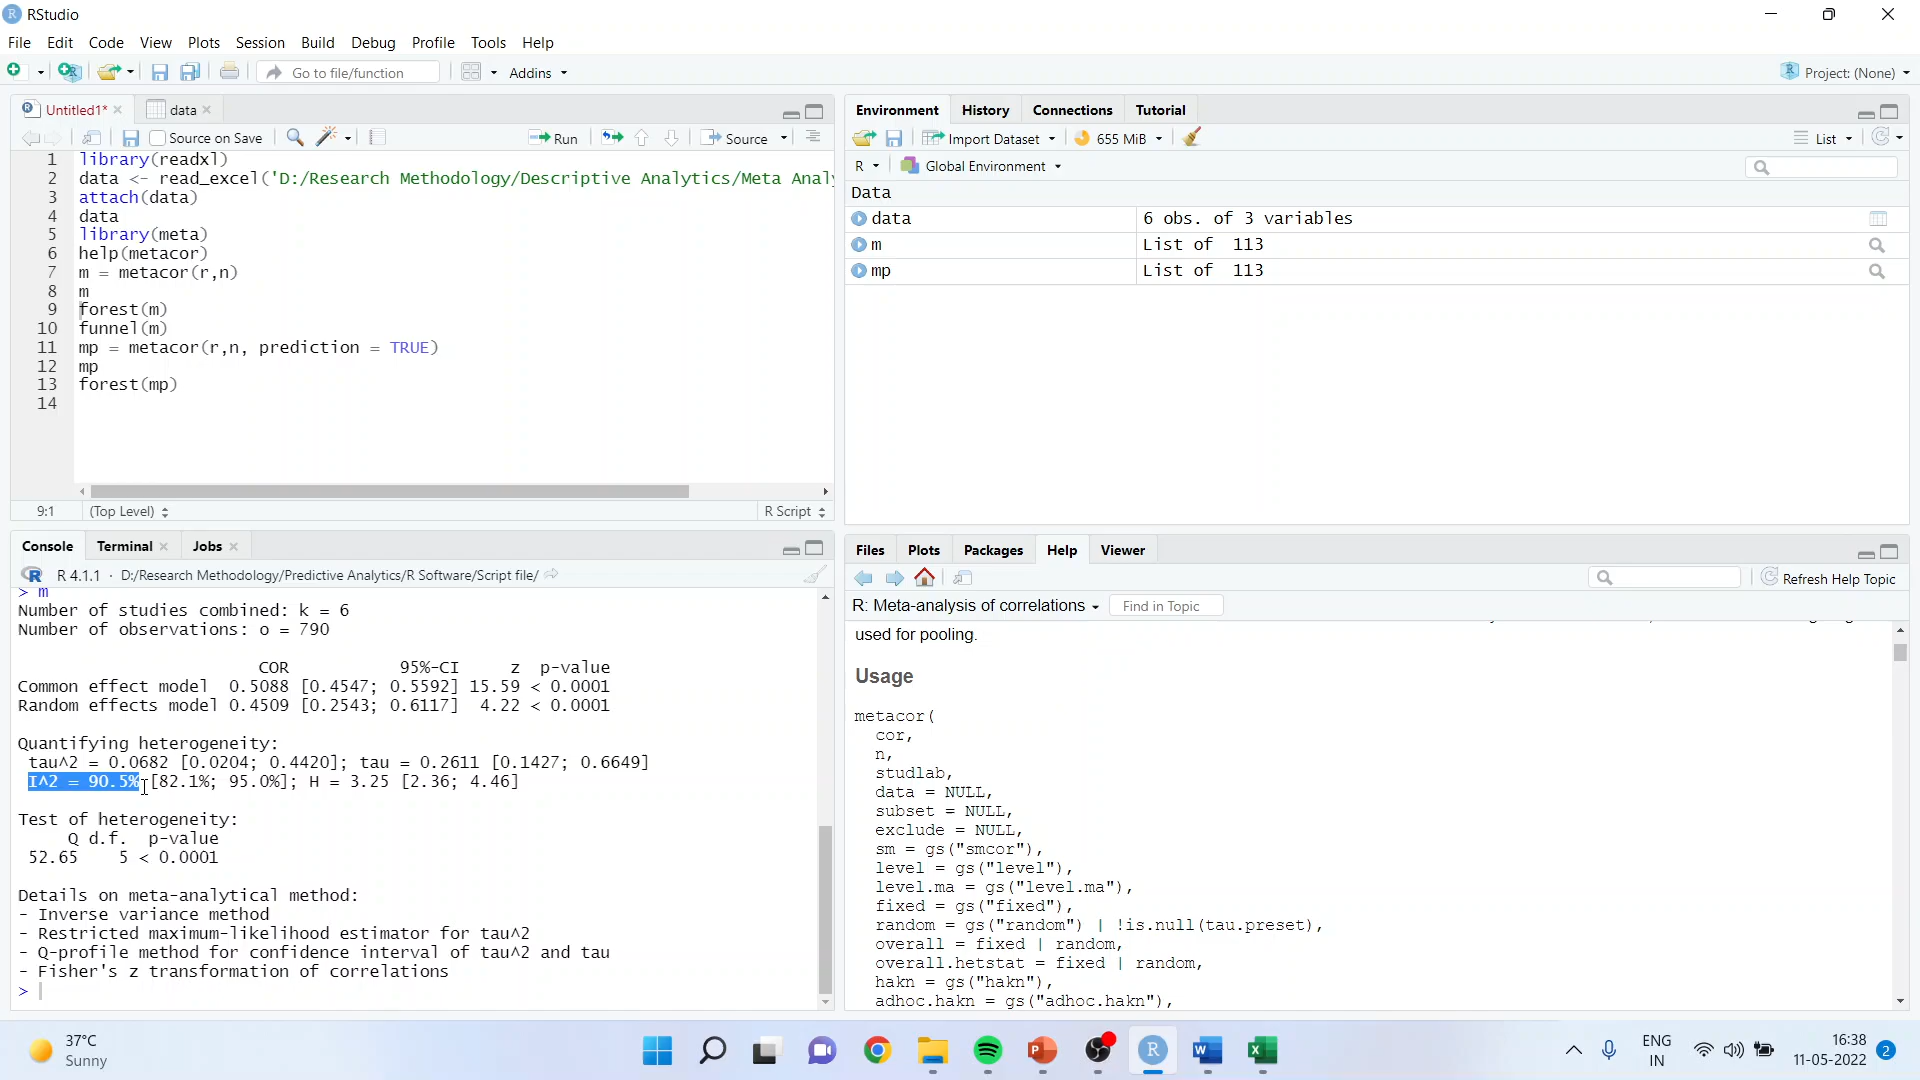 RStudio
File Edit Code View Plots Session Build Debug Profile Tools Help
Go to file/function
Addins
Project: (None)
Untitled1*
data
Source on Save
Run
Source
1 library(readxl)
2 data <- read_excel('D:/Research Methodology/Descriptive Analytics/Meta Analy
3 attach(data)
4 data
5 library(meta)
6 help(metacor)
7 m = metacor(r,n)
8 m
9 forest(m)
10 funnel(m)
11 mp = metacor(r,n, prediction = TRUE)
12 mp
13 forest(mp)
14
9:1 (Top Level) R Script
Environment History Connections Tutorial
Import Dataset 655 MiB List
R Global Environment
Data
data 6 obs. of 3 variables
m List of 113
mp List of 113
Console Terminal Jobs
R 4.1.1 · D:/Research Methodology/Predictive Analytics/R Software/Script file/
> m
Number of studies combined: k = 6
Number of observations: o = 790
COR 95%-CI z p-value
Common effect model 0.5088 [0.4547; 0.5592] 15.59 < 0.0001
Random effects model 0.4509 [0.2543; 0.6117] 4.22 < 0.0001
Quantifying heterogeneity:
tau^2 = 0.0682 [0.0204; 0.4420]; tau = 0.2611 [0.1427; 0.6649]
I^2 = 90.5% [82.1%; 95.0%]; H = 3.25 [2.36; 4.46]
Test of heterogeneity:
Q d.f. p-value
52.65 5 < 0.0001
Details on meta-analytical method:
- Inverse variance method
- Restricted maximum-likelihood estimator for tau^2
- Q-profile method for confidence interval of tau^2 and tau
- Fisher's z transformation of correlations
>
Files Plots Packages Help Viewer
Refresh Help Topic
R: Meta-analysis of correlations
Find in Topic
used for pooling.
Usage
metacor(
cor,
n,
studlab,
data = NULL,
subset = NULL,
exclude = NULL,
sm = gs("smcor"),
level = gs("level"),
level.ma = gs("level.ma"),
fixed = gs("fixed"),
random = gs("random") | !is.null(tau.preset),
overall = fixed | random,
overall.hetstat = fixed | random,
hakn = gs("hakn"),
adhoc.hakn = gs("adhoc.hakn"),
37°C
Sunny
ENG
IN
16:38
11-05-2022
2